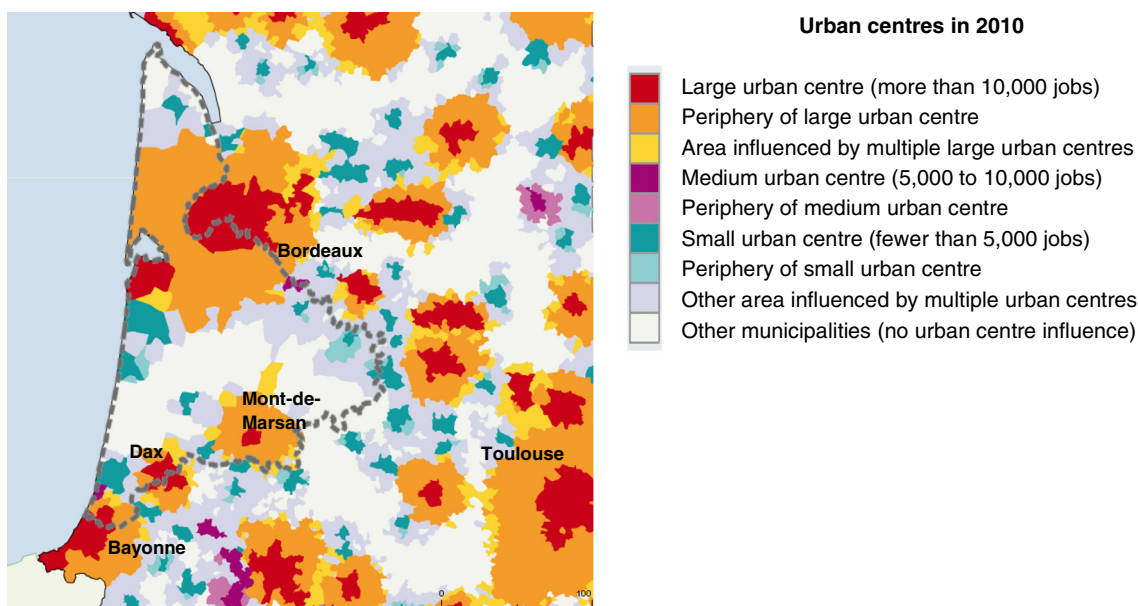 Urban centres in 2010
Large urban centre (more than 10,000 jobs)
Periphery of large urban centre
Area influenced by multiple large urban centres
Medium urban centre (5,000 to 10,000 jobs)
Periphery of medium urban centre
Small urban centre (fewer than 5,000 jobs)
Periphery of small urban centre
Other area influenced by multiple urban centres
Other municipalities (no urban centre influence)
Bordeaux
Mont-de-
Marsan
Dax
Toulouse
Bayonne
0 100